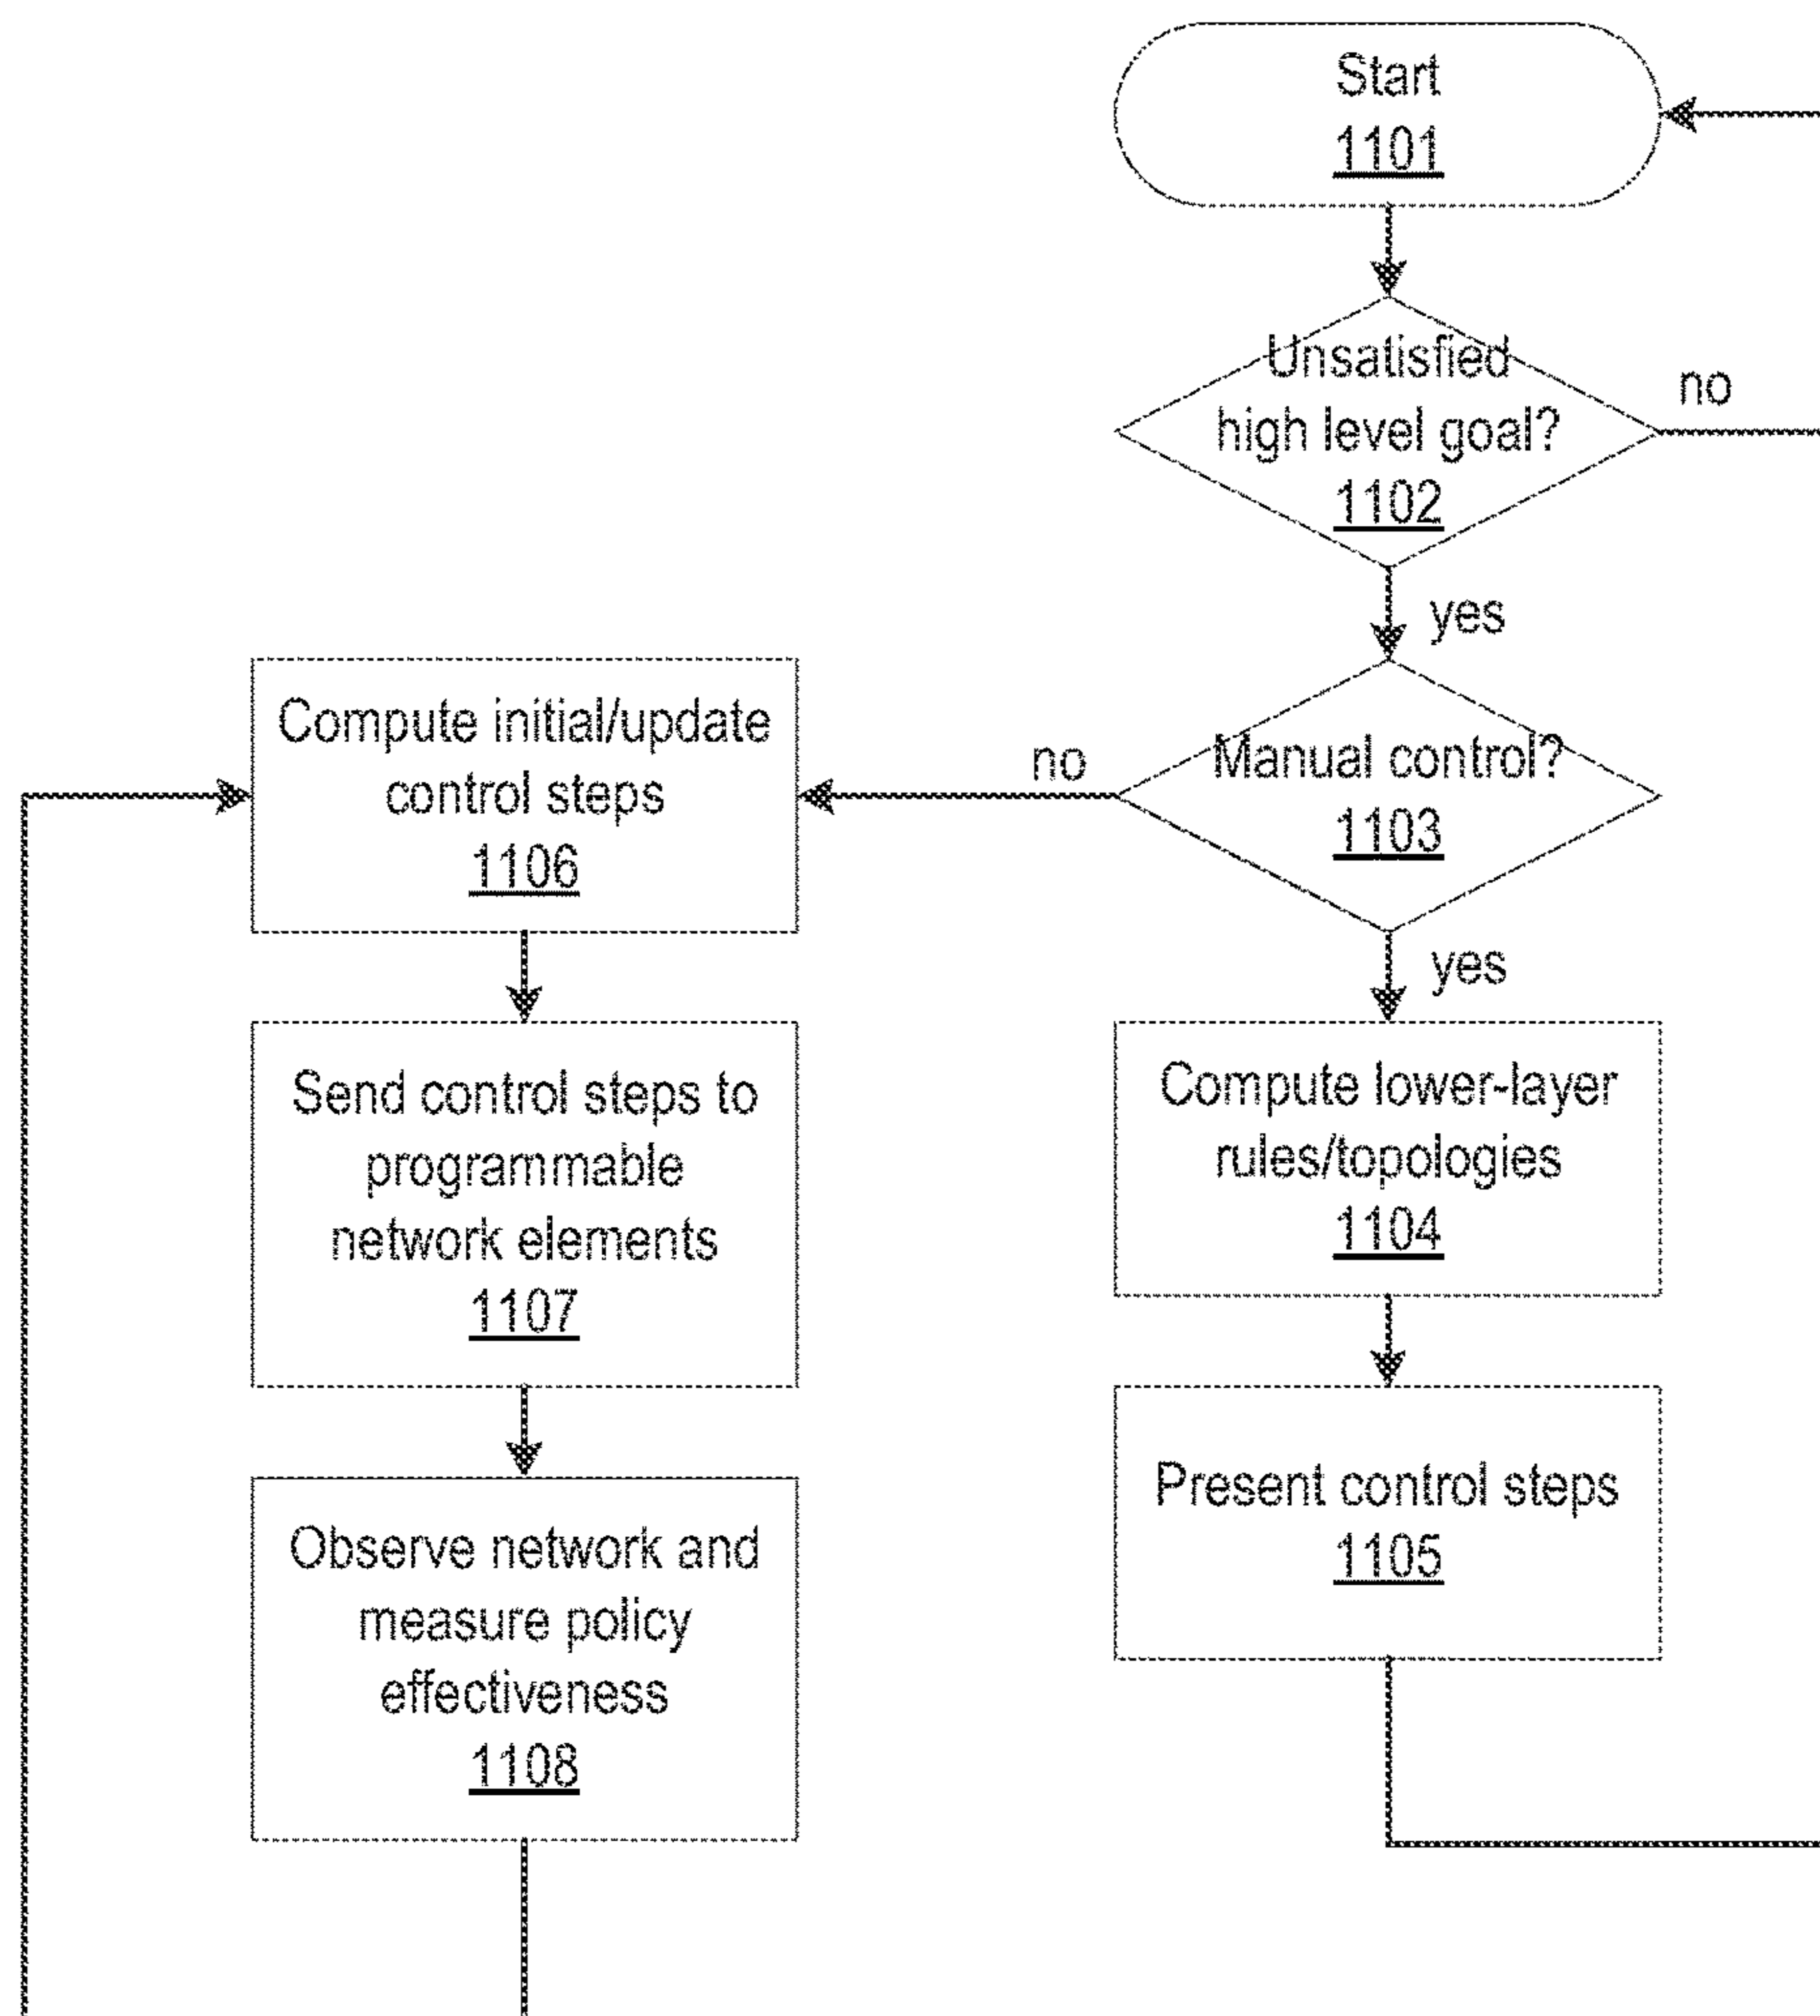 Start
1101
Unsatisfied
high level goal?
1102
no
yes
Manual control?
1103
no
yes
Compute initial/update
control steps
1106
Send control steps to
programmable
network elements
1107
Observe network and
measure policy
effectiveness
1108
Compute lower-layer
rules/topologies
1104
Present control steps
1105